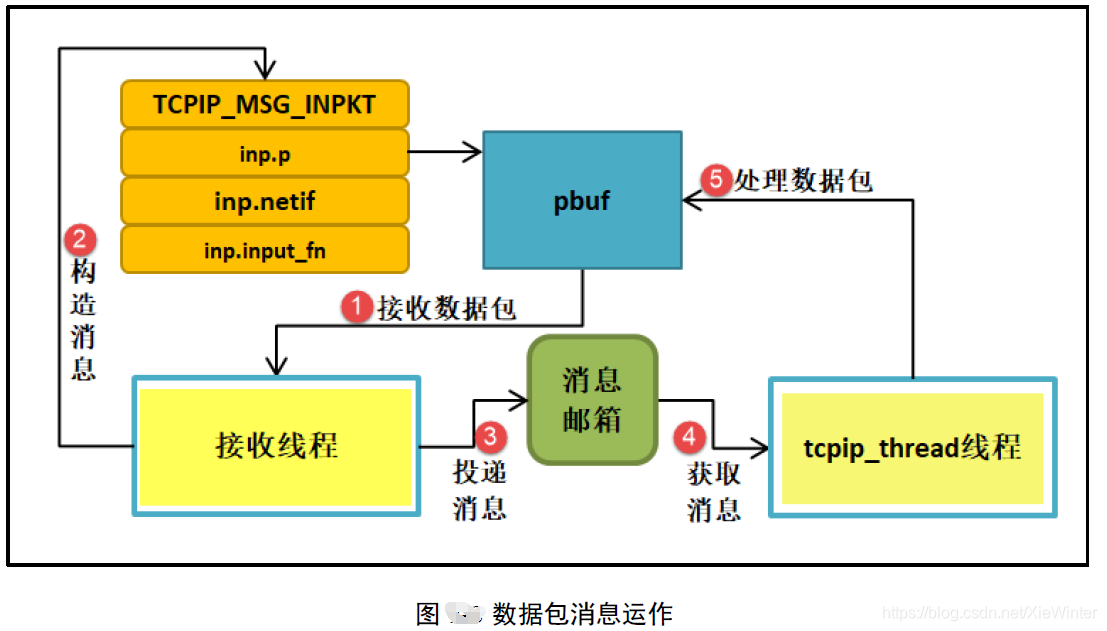 TCPIP_MSG_INPKT
inp.p
inp.netif
inp.input_fn
pbuf
5 处理数据包
2
构
造
消
息
1 接收数据包
接收线程
3
投递
消息
消息
邮箱
4
获取
消息
tcpip_thread线程
图 数据包消息运作
https://blog.csdn.net/XieWinter